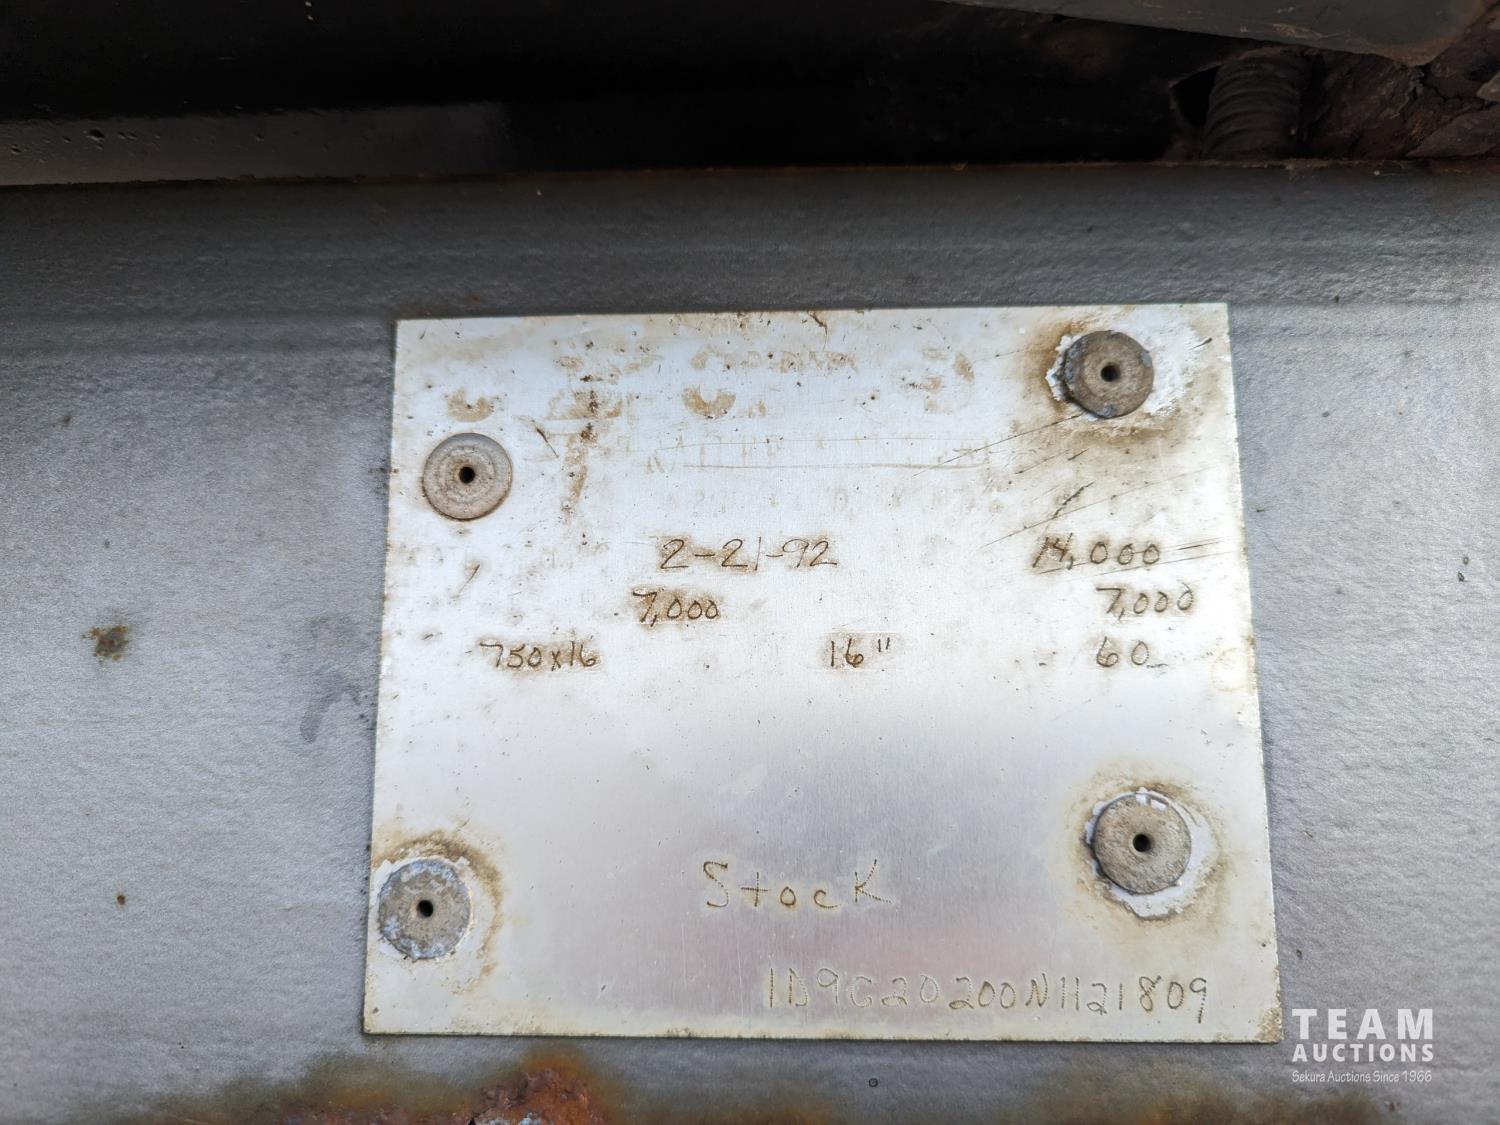 2-21-92 14,000
7,000 7,000
750x16 16" 60
Stock
1D9G20200N1121809
TEAM
AUCTIONS
Sekura Auctions Since 1966